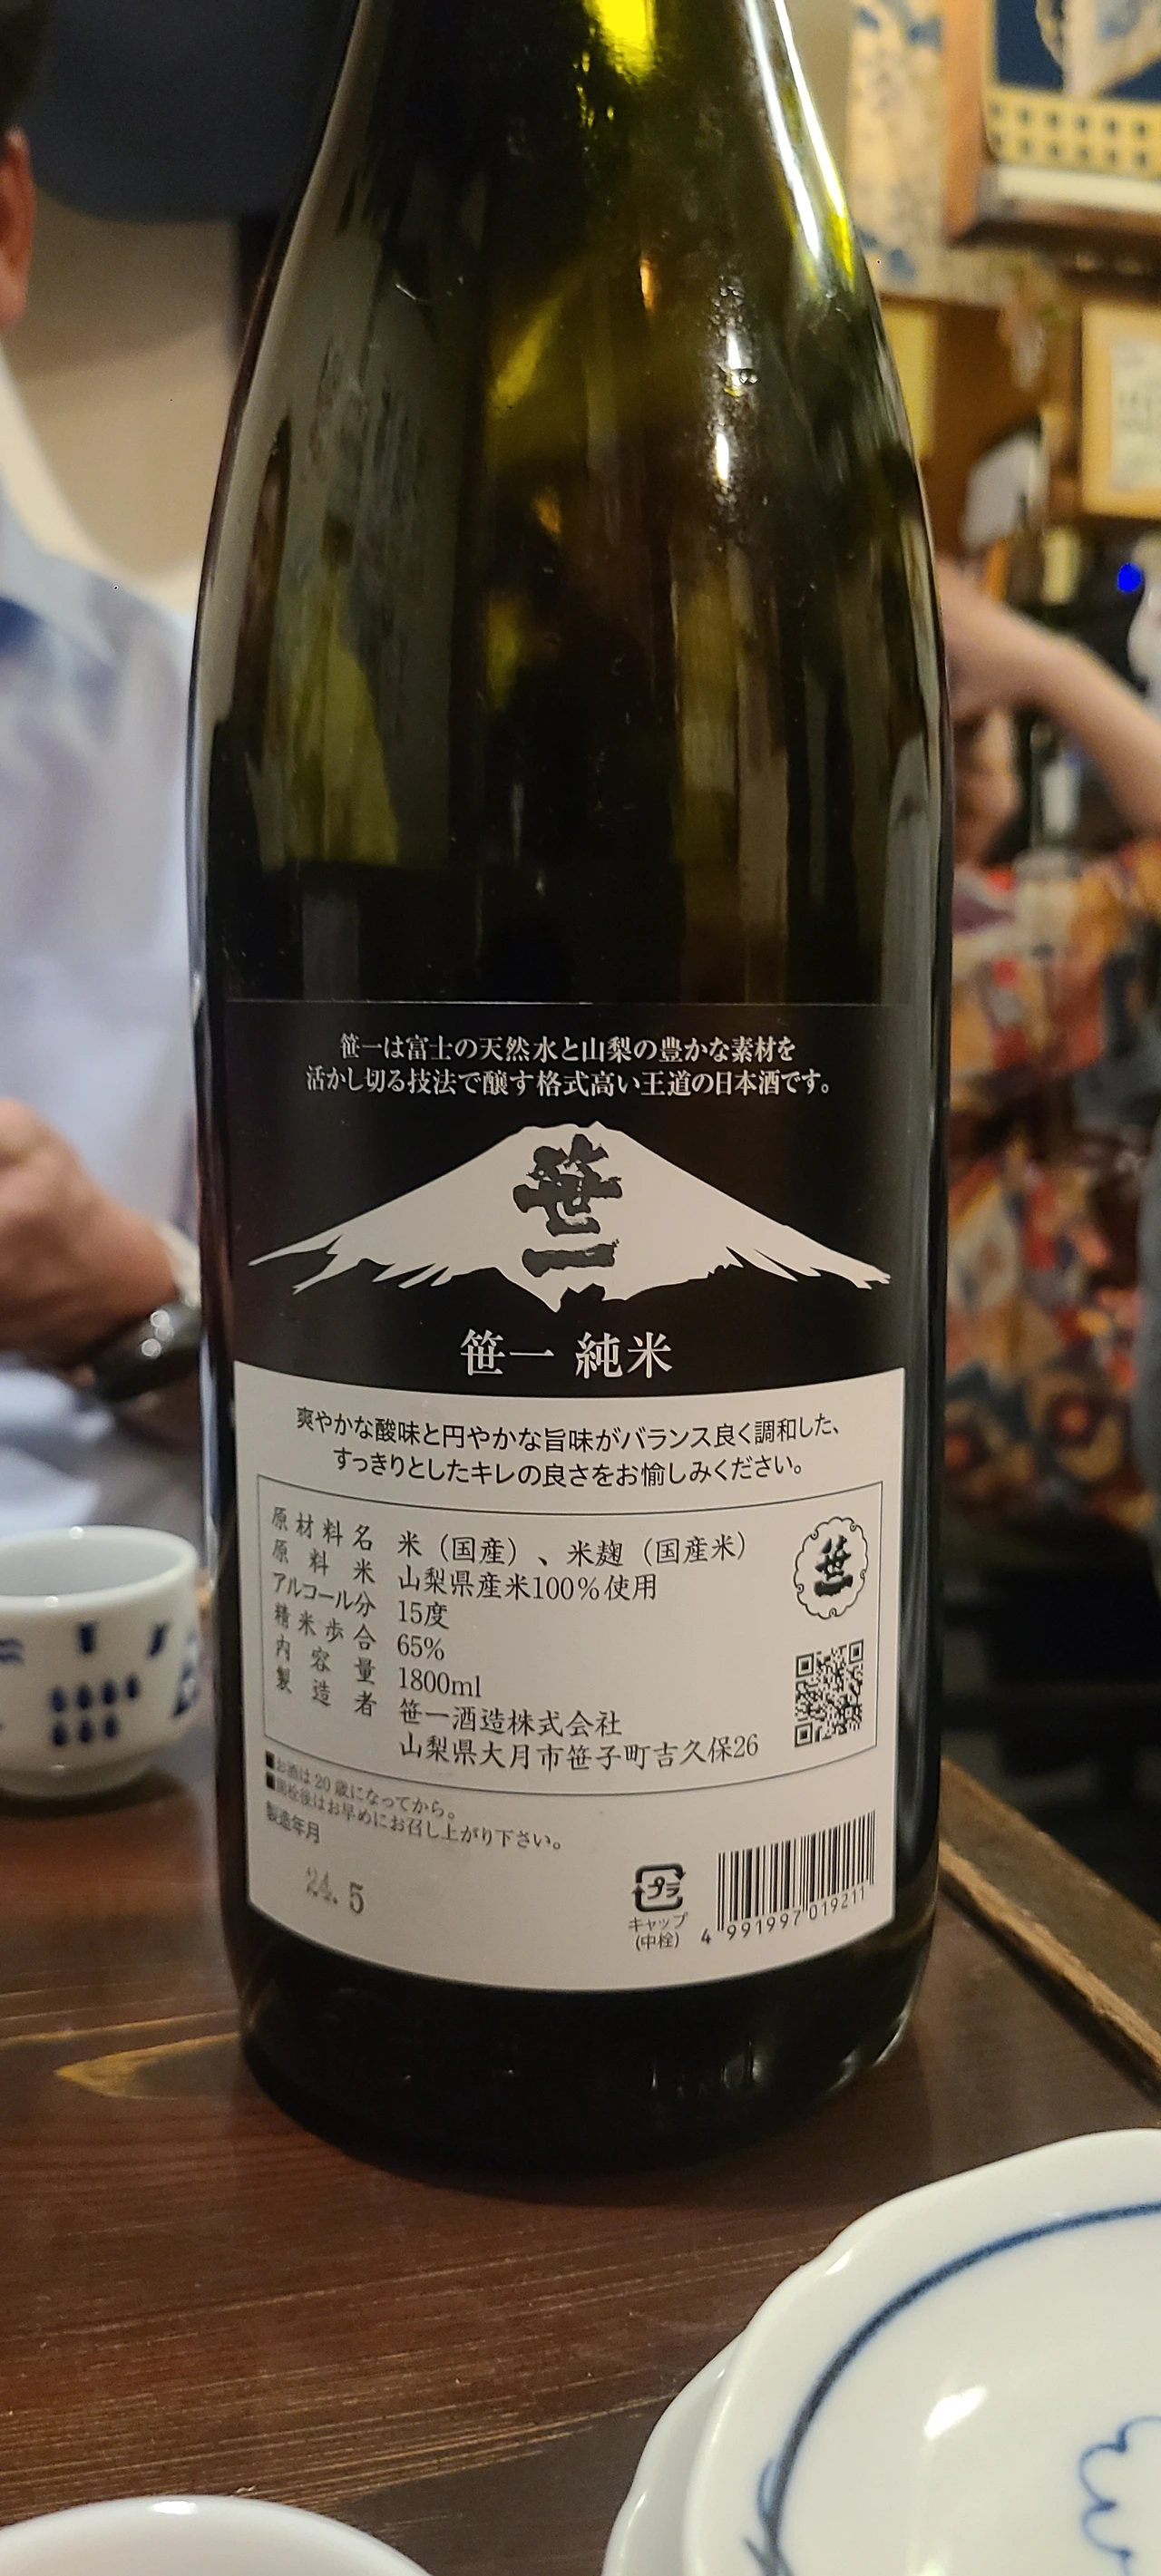 笹一は富士の天然水と山梨の豊かな素材を
活かし切る技法で醸す格式高い王道の日本酒です。
笹一
笹一 純米
爽やかな酸味と円やかな旨味がバランス良く調和した、
すっきりとしたキレの良さをお愉しみください。
原材料名 米（国産）、米麹（国産米）
原料米 山梨県産米100%使用
アルコール分 15度
精米歩合 65%
内容量 1800ml
製造者 笹一酒造株式会社
山梨県大月市笹子町吉久保26
笹一
■お酒は20歳になってから。
■開栓後はお早めにお召し上がり下さい。
製造年月
24. 5
プラ
キャップ
(中栓)
4 991997 019211